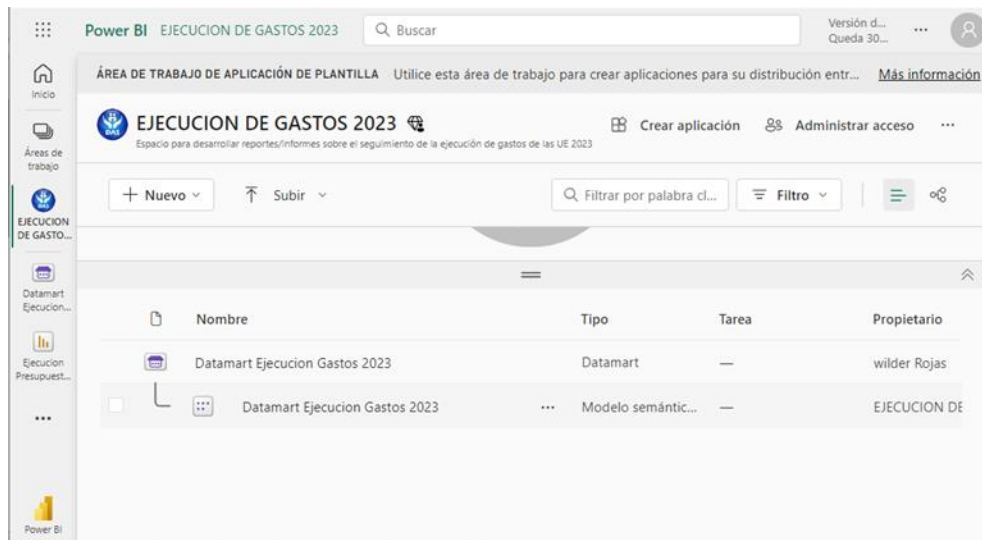 Power BI EJECUCION DE GASTOS 2023
Buscar
Versión d...
Queda 30...
...
Inicio
Áreas de
trabajo
EJECUCION
DE GASTO...
Datamart
Ejecucion...
Ejecucion
Presupuest...
...
Power BI
ÁREA DE TRABAJO DE APLICACIÓN DE PLANTILLA Utilice esta área de trabajo para crear aplicaciones para su distribución entr... Más información
DAS
EJECUCION DE GASTOS 2023
Espacio para desarrollar reportes/informes sobre el seguimiento de la ejecución de gastos de las UE 2023
Crear aplicación Administrar acceso ...
Nuevo Subir
Filtrar por palabra cl... Filtro
Nombre Tipo Tarea Propietario
Datamart Ejecucion Gastos 2023 Datamart — wilder Rojas
Datamart Ejecucion Gastos 2023 ... Modelo semántic... — EJECUCION DE